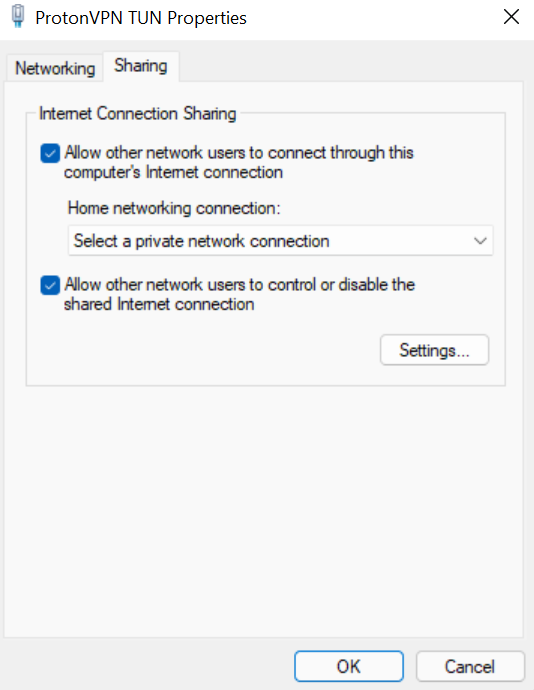 ProtonVPN TUN Properties
Networking
Sharing
Internet Connection Sharing
Allow other network users to connect through this
computer's Internet connection
Home networking connection:
Select a private network connection
Allow other network users to control or disable the
shared Internet connection
Settings...
OK
Cancel